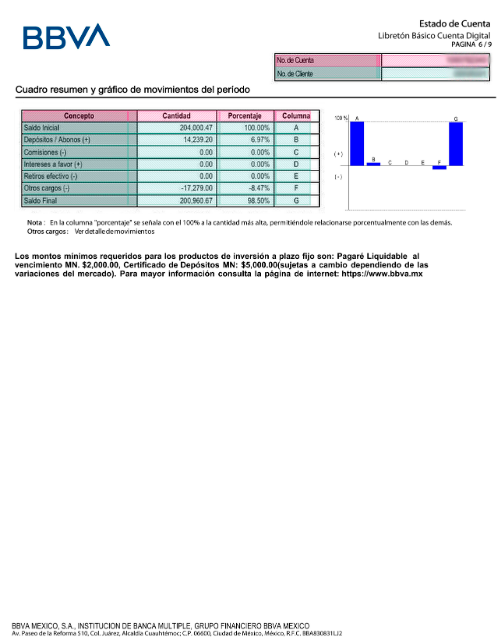 BBVA
Estado de Cuenta
Libretón Básico Cuenta Digital
PAGINA 6 / 9
No. de Cuenta
No. de Cliente
Cuadro resumen y gráfico de movimientos del período
Concepto Cantidad Porcentaje Columna
Saldo Inicial 204,000.47 100.00% A
Depósitos / Abonos (+) 14,239.20 6.97% B
Comisiones (-) 0.00 0.00% C
Intereses a favor (+) 0.00 0.00% D
Retiros efectivo (-) 0.00 0.00% E
Otros cargos (-) -17,279.00 -8.47% F
Saldo Final 200,960.67 98.50% G
100 %
(+)
(-)
A B C D E F G
Nota : En la columna "porcentaje" se señala con el 100% a la cantidad más alta, permitiéndole relacionarse porcentualmente con las demás.
Otros cargos : Ver detalle de movimientos
Los montos mínimos requeridos para los productos de inversión a plazo fijo son: Pagaré Liquidable al
vencimiento MN. $2,000.00, Certificado de Depósitos MN: $5,000.00(sujetas a cambio dependiendo de las
variaciones del mercado). Para mayor información consulta la página de internet: https://www.bbva.mx
BBVA MEXICO, S.A., INSTITUCION DE BANCA MULTIPLE, GRUPO FINANCIERO BBVA MEXICO
Av. Paseo de la Reforma 510, Col. Juárez, Alcaldía Cuauhtémoc; C.P. 06600, Ciudad de México, México. R.F.C. BBA830831LJ2